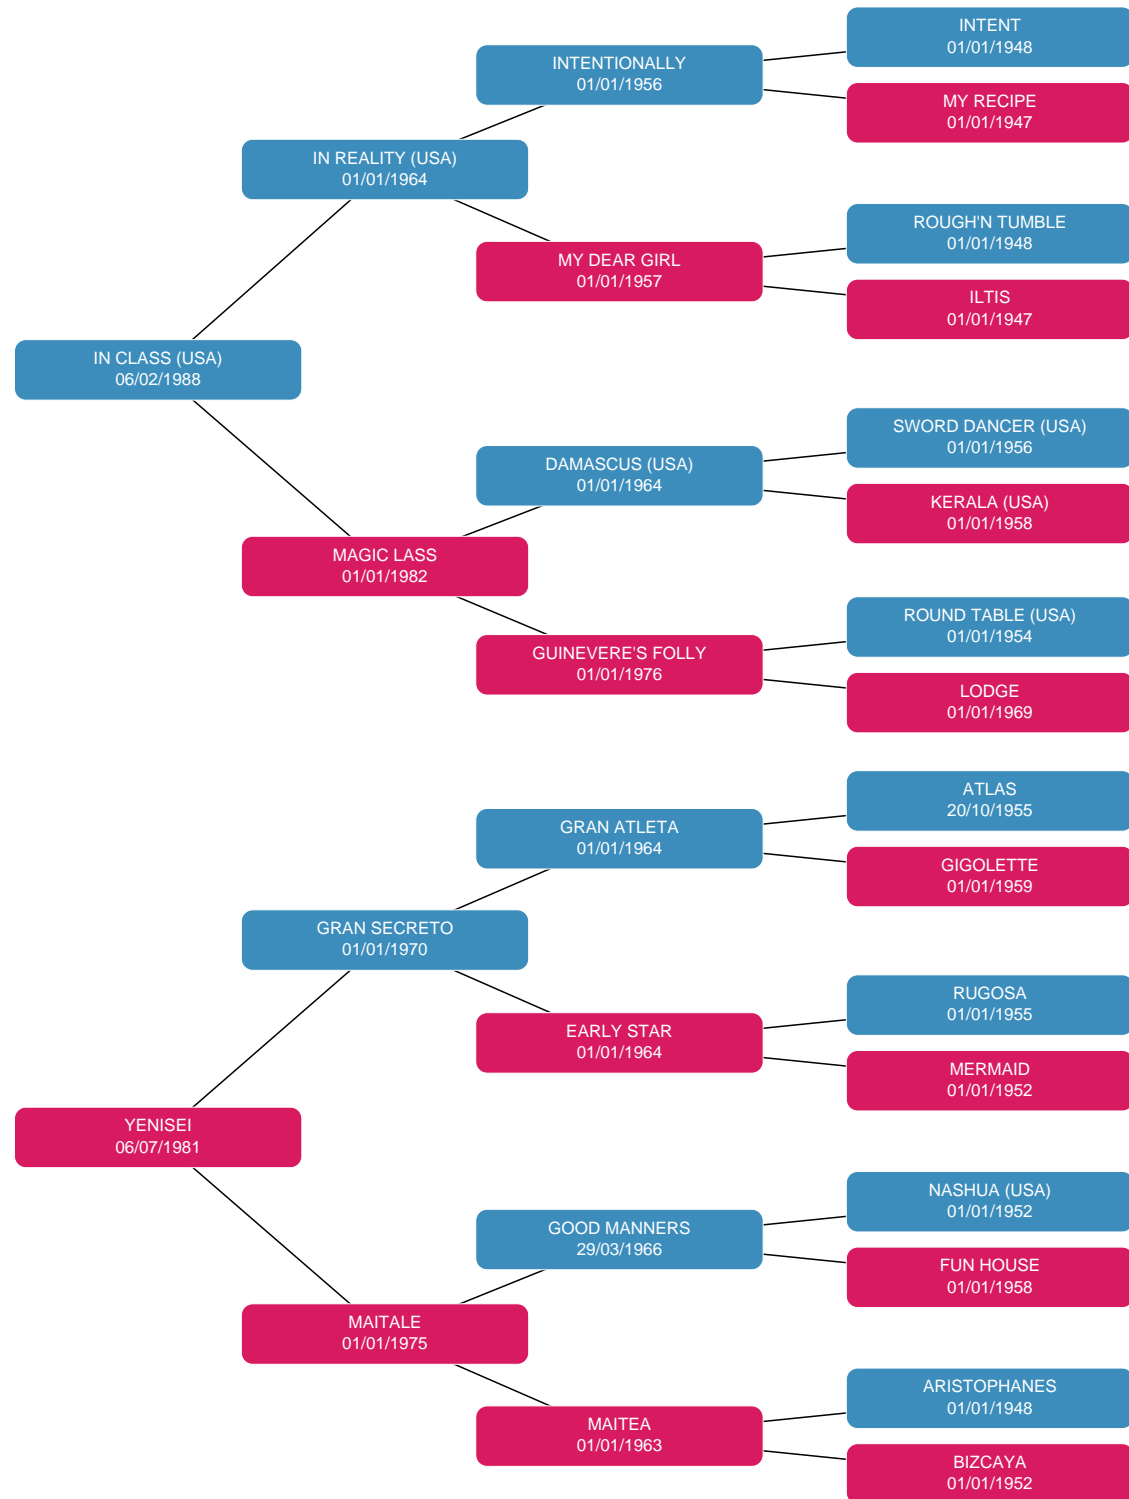 INTENT
01/01/1948
INTENTIONALLY
01/01/1956
MY RECIPE
01/01/1947
IN REALITY (USA)
01/01/1964
ROUGH'N TUMBLE
01/01/1948
MY DEAR GIRL
01/01/1957
ILTIS
01/01/1947
IN CLASS (USA)
06/02/1988
SWORD DANCER (USA)
01/01/1956
DAMASCUS (USA)
01/01/1964
KERALA (USA)
01/01/1958
MAGIC LASS
01/01/1982
ROUND TABLE (USA)
01/01/1954
GUINEVERE'S FOLLY
01/01/1976
LODGE
01/01/1969
ATLAS
20/10/1955
GRAN ATLETA
01/01/1964
GIGOLETTE
01/01/1959
GRAN SECRETO
01/01/1970
RUGOSA
01/01/1955
EARLY STAR
01/01/1964
MERMAID
01/01/1952
YENISEI
06/07/1981
NASHUA (USA)
01/01/1952
GOOD MANNERS
29/03/1966
FUN HOUSE
01/01/1958
MAITALE
01/01/1975
ARISTOPHANES
01/01/1948
MAITEA
01/01/1963
BIZCAYA
01/01/1952